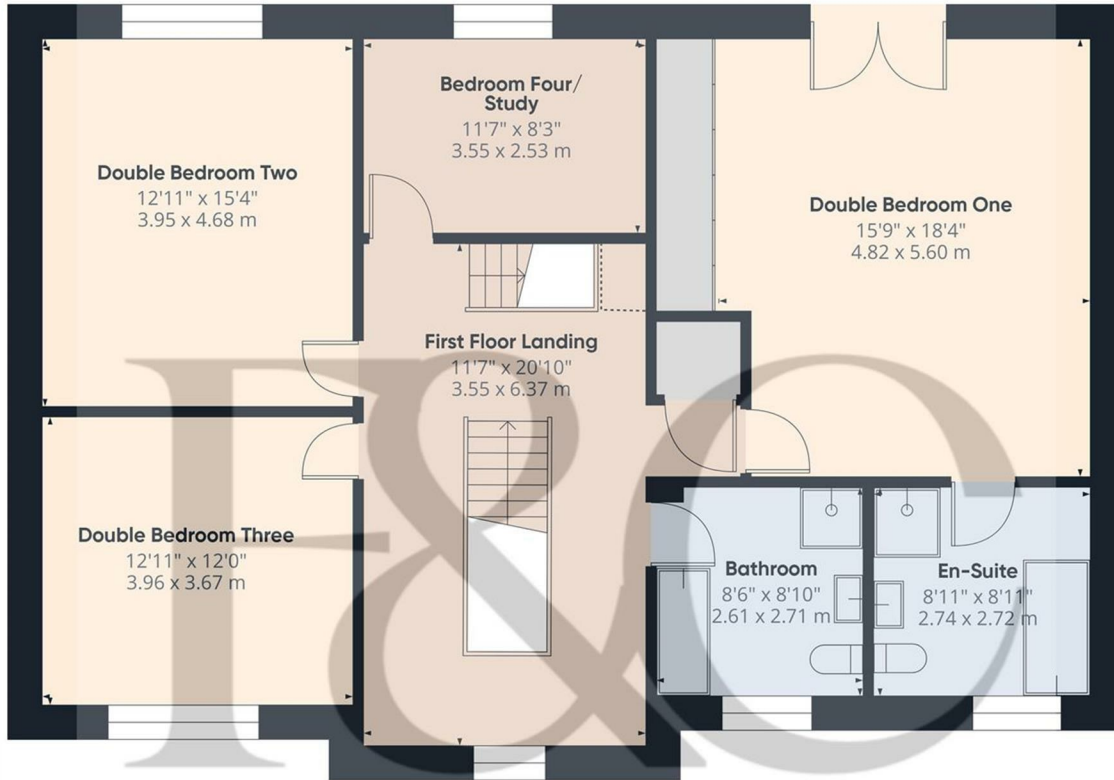 Bedroom Four/
Study
11'7" x 8'3"
3.55 x 2.53 m
Double Bedroom Two
12'11" x 15'4"
3.95 x 4.68 m
Double Bedroom One
15'9" x 18'4"
4.82 x 5.60 m
First Floor Landing
11'7" x 20'10"
3.55 x 6.37 m
Double Bedroom Three
12'11" x 12'0"
3.96 x 3.67 m
Bathroom
8'6" x 8'10"
2.61 x 2.71 m
En-Suite
8'11" x 8'11"
2.74 x 2.72 m
F&C